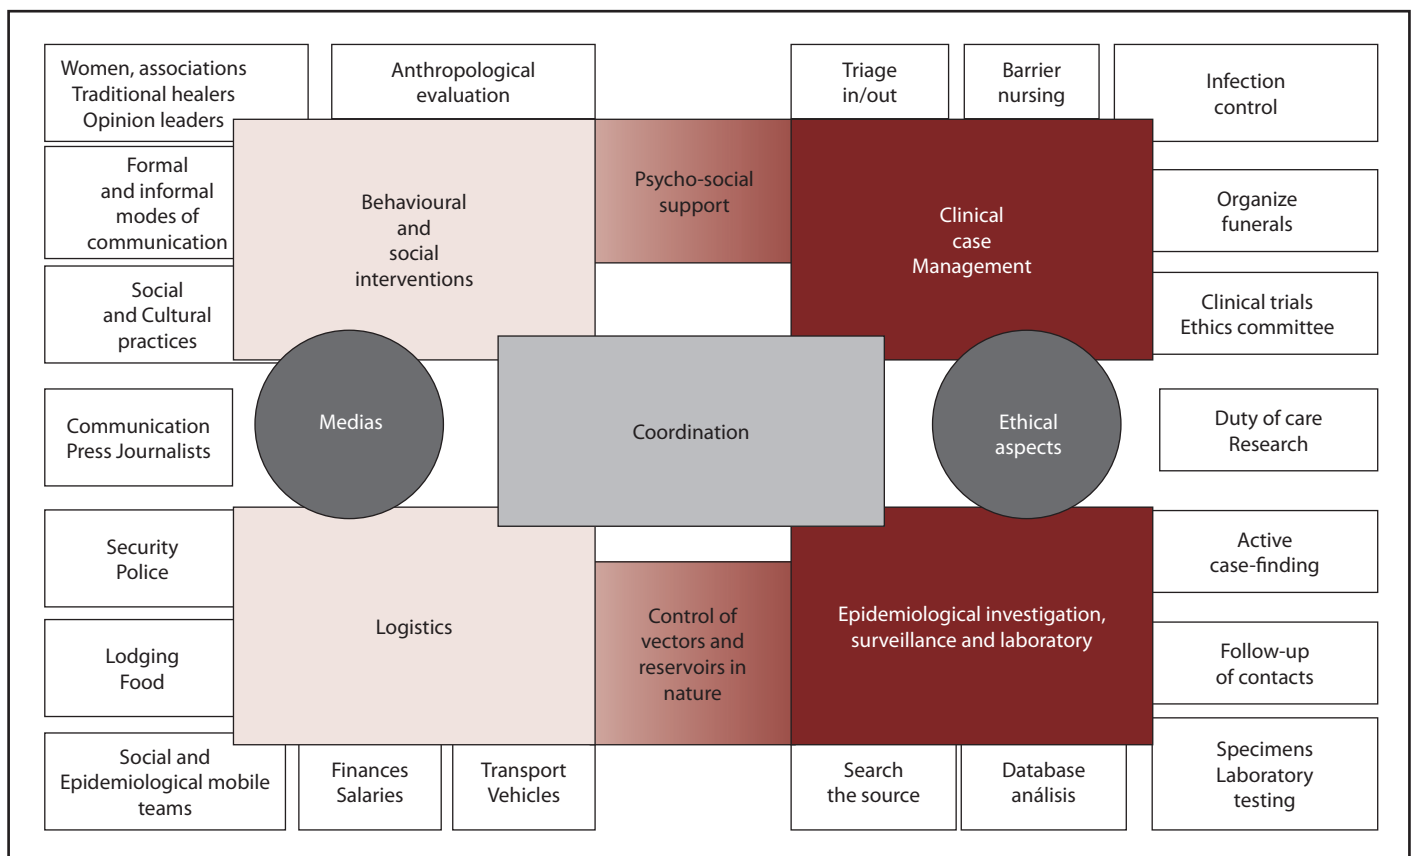 Women, associations
Traditional healers
Opinion leaders
Anthropological
evaluation
Triage
in/out
Barrier
nursing
Infection
control
Formal
and informal
modes of
communication
Behavioural
and
social
interventions
Psycho-social
support
Clinical
case
Management
Organize
funerals
Social
and Cultural
practices
Clinical trials
Ethics committee
Communication
Press Journalists
Medias
Coordination
Ethical
aspects
Duty of care
Research
Security
Police
Logistics
Control of
vectors and
reservoirs in
nature
Epidemiological investigation,
surveillance and laboratory
Active
case-finding
Lodging
Food
Follow-up
of contacts
Social and
Epidemiological mobile
teams
Finances
Salaries
Transport
Vehicles
Search
the source
Database
análisis
Specimens
Laboratory
testing